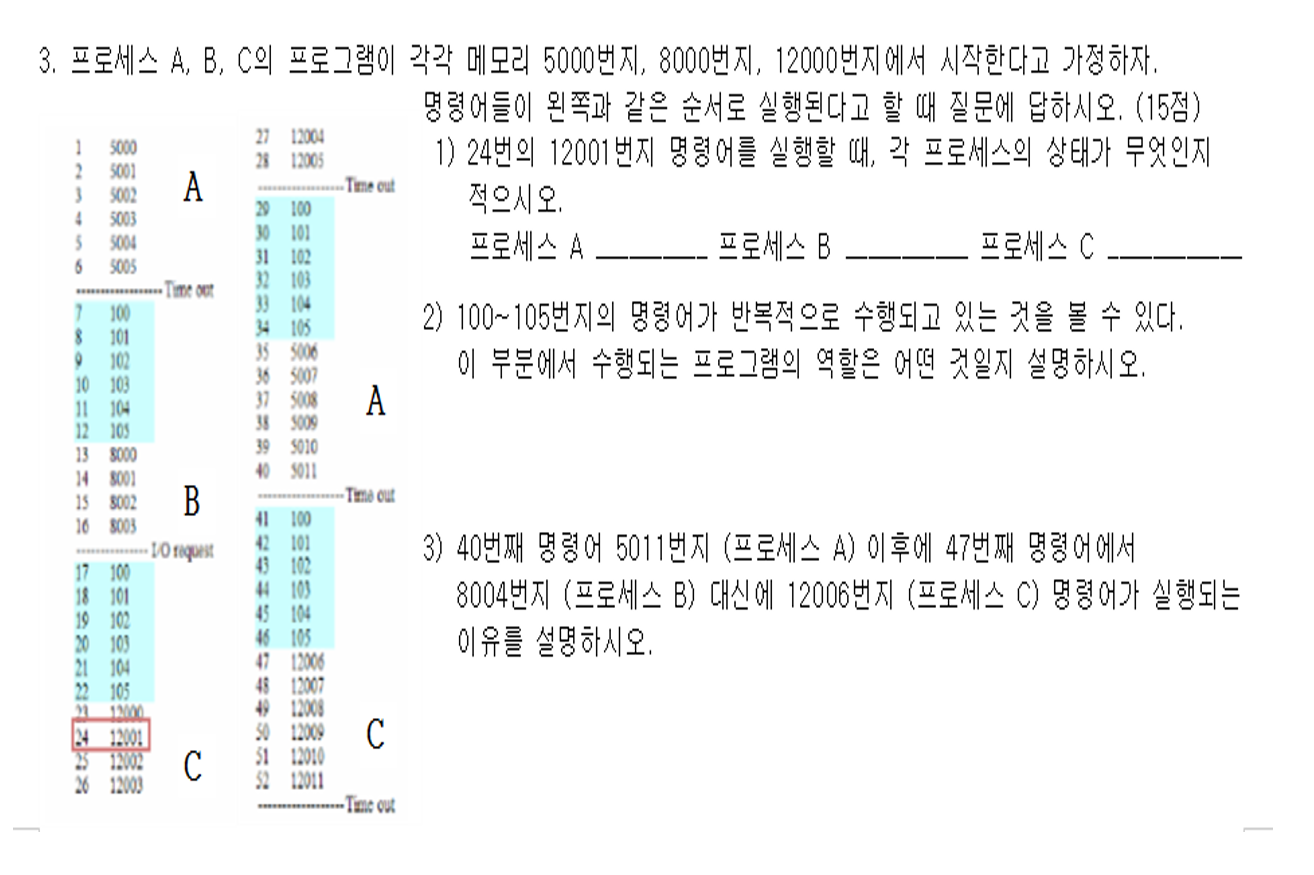 3. 프로세스 A, B, C의 프로그램이 각각 메모리 5000번지, 8000번지, 12000번지에서 시작한다고 가정하자.
명령어들이 왼쪽과 같은 순서로 실행된다고 할 때 질문에 답하시오. (15점)
1 5000
2 5001
3 5002
4 5003
5 5004
6 5005
A
Time out
7 100
8 101
9 102
10 103
11 104
12 105
13 8000
14 8001
15 8002
16 8003
B
I/O request
17 100
18 101
19 102
20 103
21 104
22 105
23 12000
24 12001
25 12002
26 12003
C
27 12004
28 12005
Time out
29 100
30 101
31 102
32 103
33 104
34 105
35 5006
36 5007
37 5008
38 5009
39 5010
40 5011
A
Time out
41 100
42 101
43 102
44 103
45 104
46 105
47 12006
48 12007
49 12008
50 12009
51 12010
52 12011
C
Time out
1) 24번의 12001번지 명령어를 실행할 때, 각 프로세스의 상태가 무엇인지
적으시오.
프로세스 A ________ 프로세스 B ________ 프로세스 C ________
2) 100~105번지의 명령어가 반복적으로 수행되고 있는 것을 볼 수 있다.
이 부분에서 수행되는 프로그램의 역할은 어떤 것일지 설명하시오.
3) 40번째 명령어 5011번지 (프로세스 A) 이후에 47번째 명령어에서
8004번지 (프로세스 B) 대신에 12006번지 (프로세스 C) 명령어가 실행되는
이유를 설명하시오.